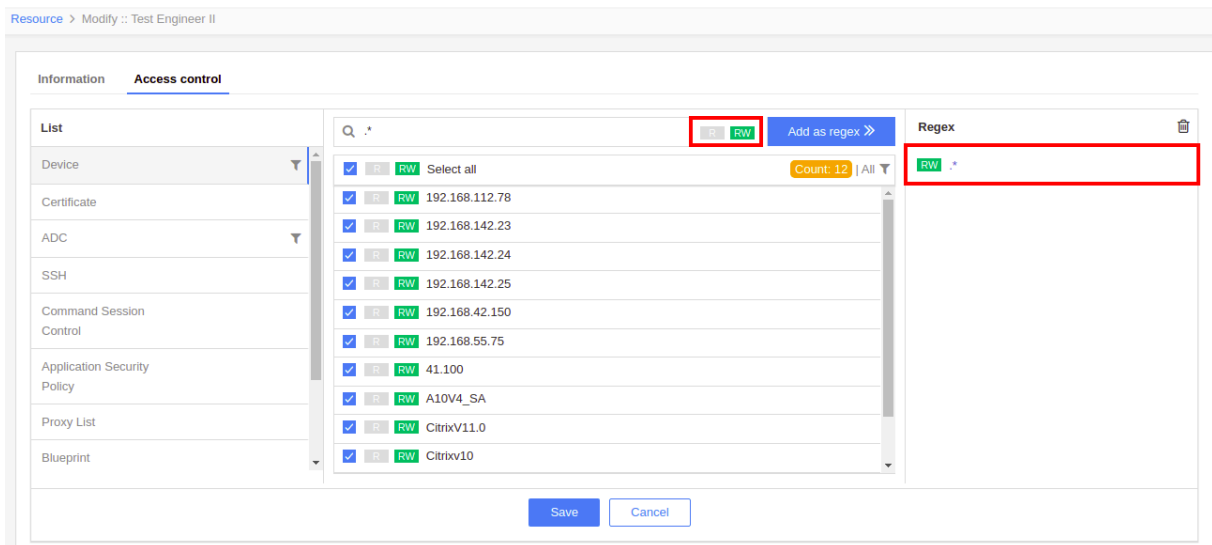 Resource > Modify :: Test Engineer II
Information Access control
List
Device
Certificate
ADC
SSH
Command Session
Control
Application Security
Policy
Proxy List
Blueprint
.* R RW Add as regex
R RW Select all Count: 12 | All
R RW 192.168.112.78
R RW 192.168.142.23
R RW 192.168.142.24
R RW 192.168.142.25
R RW 192.168.42.150
R RW 192.168.55.75
R RW 41.100
R RW A10V4_SA
R RW CitrixV11.0
R RW Citrixv10
Regex
RW .*
Save Cancel